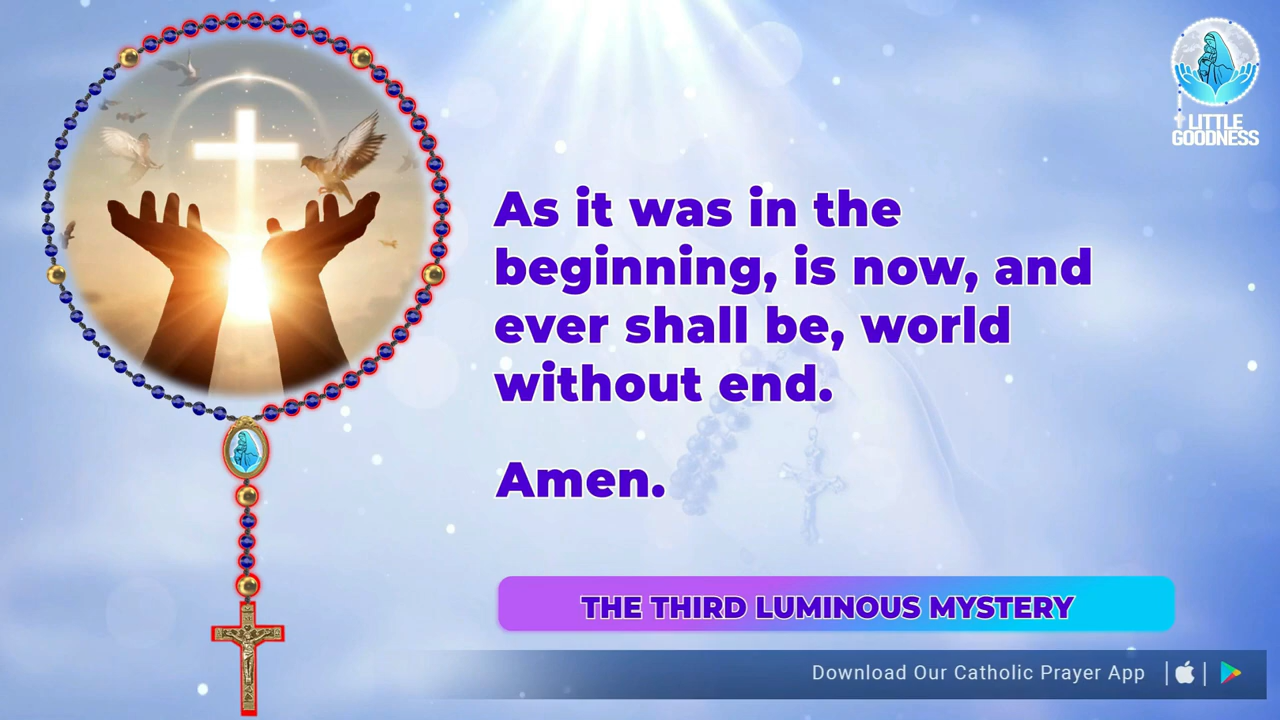 LITTLE
GOODNESS
As it was in the
beginning, is now, and
ever shall be, world
without end.
Amen.
THE THIRD LUMINOUS MYSTERY
Download Our Catholic Prayer App